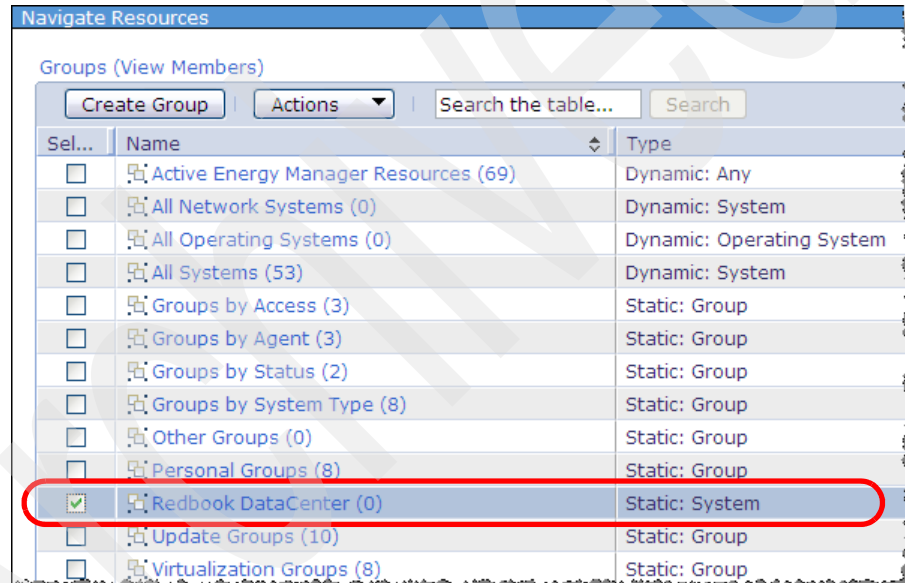 Navigate Resources
Groups (View Members)
Create Group Actions Search the table... Search
Sel... Name Type
Active Energy Manager Resources (69) Dynamic: Any
All Network Systems (0) Dynamic: System
All Operating Systems (0) Dynamic: Operating System
All Systems (53) Dynamic: System
Groups by Access (3) Static: Group
Groups by Agent (3) Static: Group
Groups by Status (2) Static: Group
Groups by System Type (8) Static: Group
Other Groups (0) Static: Group
Personal Groups (8) Static: Group
Redbook DataCenter (0) Static: System
Update Groups (10) Static: Group
Virtualization Groups (8) Static: Group